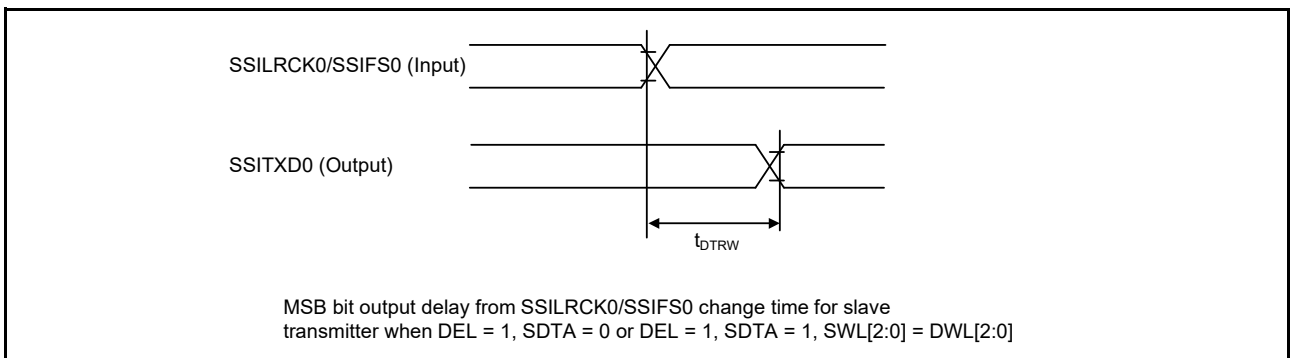 SSILRCK0/SSIFS0 (Input)
SSITXD0 (Output)
tDTRW
MSB bit output delay from SSILRCK0/SSIFS0 change time for slave
transmitter when DEL = 1, SDTA = 0 or DEL = 1, SDTA = 1, SWL[2:0] = DWL[2:0]